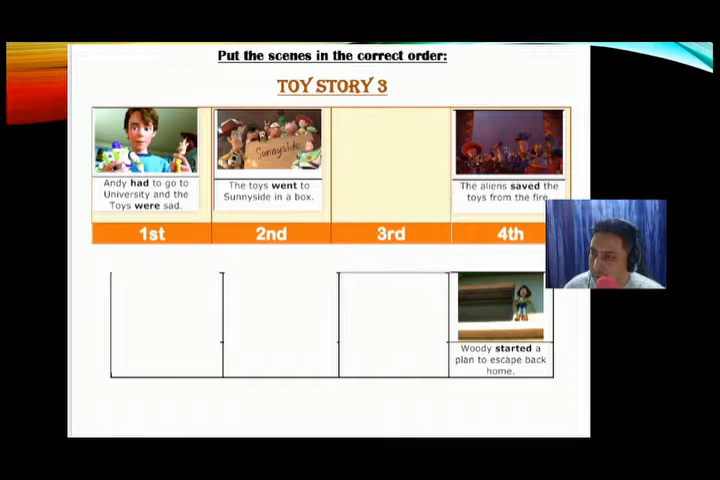 Put the scenes in the correct order:
TOY STORY 3
Sunnyside
Andy had to go to
University and the
Toys were sad.
The toys went to
Sunnyside in a box.
The aliens saved the
toys from the fire
1st
2nd
3rd
4th
Woody started a
plan to escape back
home.